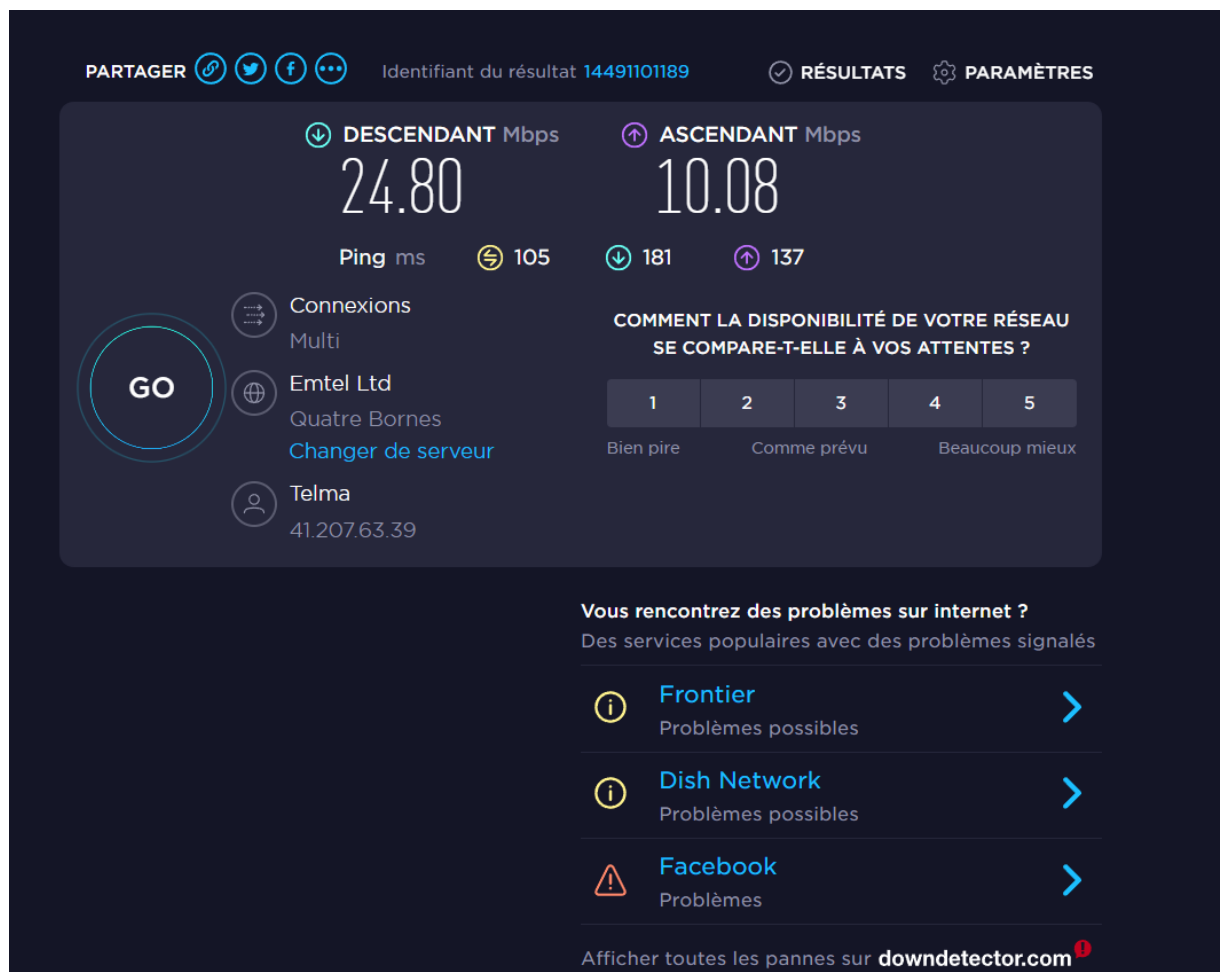 PARTAGER Identifiant du résultat 14491101189 RÉSULTATS PARAMÈTRES
DESCENDANT Mbps
24.80
ASCENDANT Mbps
10.08
Ping ms 105 181 137
Connexions
Multi
GO
Emtel Ltd
Quatre Bornes
Changer de serveur
Telma
41.207.63.39
COMMENT LA DISPONIBILITÉ DE VOTRE RÉSEAU
SE COMPARE-T-ELLE À VOS ATTENTES ?
1 2 3 4 5
Bien pire Comme prévu Beaucoup mieux
Vous rencontrez des problèmes sur internet ?
Des services populaires avec des problèmes signalés
Frontier
Problèmes possibles
Dish Network
Problèmes possibles
Facebook
Problèmes
Afficher toutes les pannes sur downdetector.com